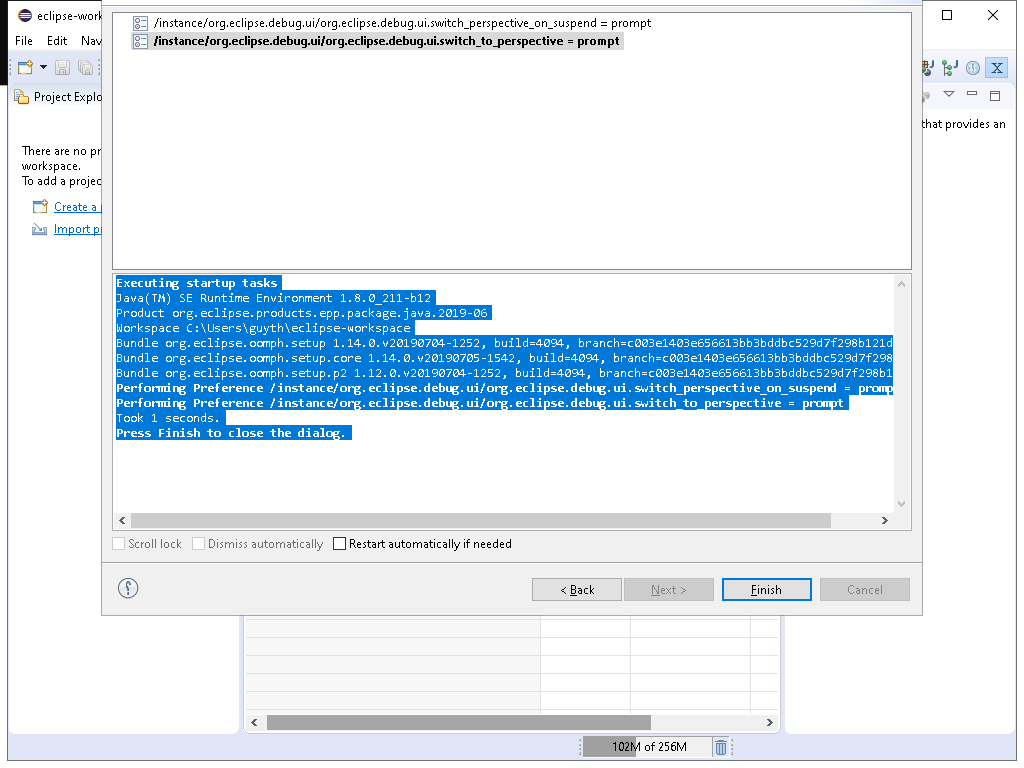 eclipse-work
/instance/org.eclipse.debug.ui/org.eclipse.debug.ui.switch_perspective_on_suspend = prompt
File Edit Nav
/instance/org.eclipse.debug.ui/org.eclipse.debug.ui.switch_to_perspective = prompt
Project Explo
that provides an
There are no pr
workspace.
To add a projec
Create a p
Import pr
Executing startup tasks
Java(TM) SE Runtime Environment 1.8.0_211-b12
Product org.eclipse.products.epp.package.java.2019-06
Workspace C:\Users\guyth\eclipse-workspace
Bundle org.eclipse.oomph.setup 1.14.0.v20190704-1252, build=4094, branch=c003e1403e656613bb3bddbc529d7f298b121d
Bundle org.eclipse.oomph.setup.core 1.14.0.v20190705-1542, build=4094, branch=c003e1403e656613bb3bddbc529d7f298
Bundle org.eclipse.oomph.setup.p2 1.12.0.v20190704-1252, build=4094, branch=c003e1403e656613bb3bddbc529d7f298b1
Performing Preference /instance/org.eclipse.debug.ui/org.eclipse.debug.ui.switch_perspective_on_suspend = promp
Performing Preference /instance/org.eclipse.debug.ui/org.eclipse.debug.ui.switch_to_perspective = prompt
Took 1 seconds.
Press Finish to close the dialog.
Scroll lock Dismiss automatically Restart automatically if needed
< Back Next > Finish Cancel
102M of 256M